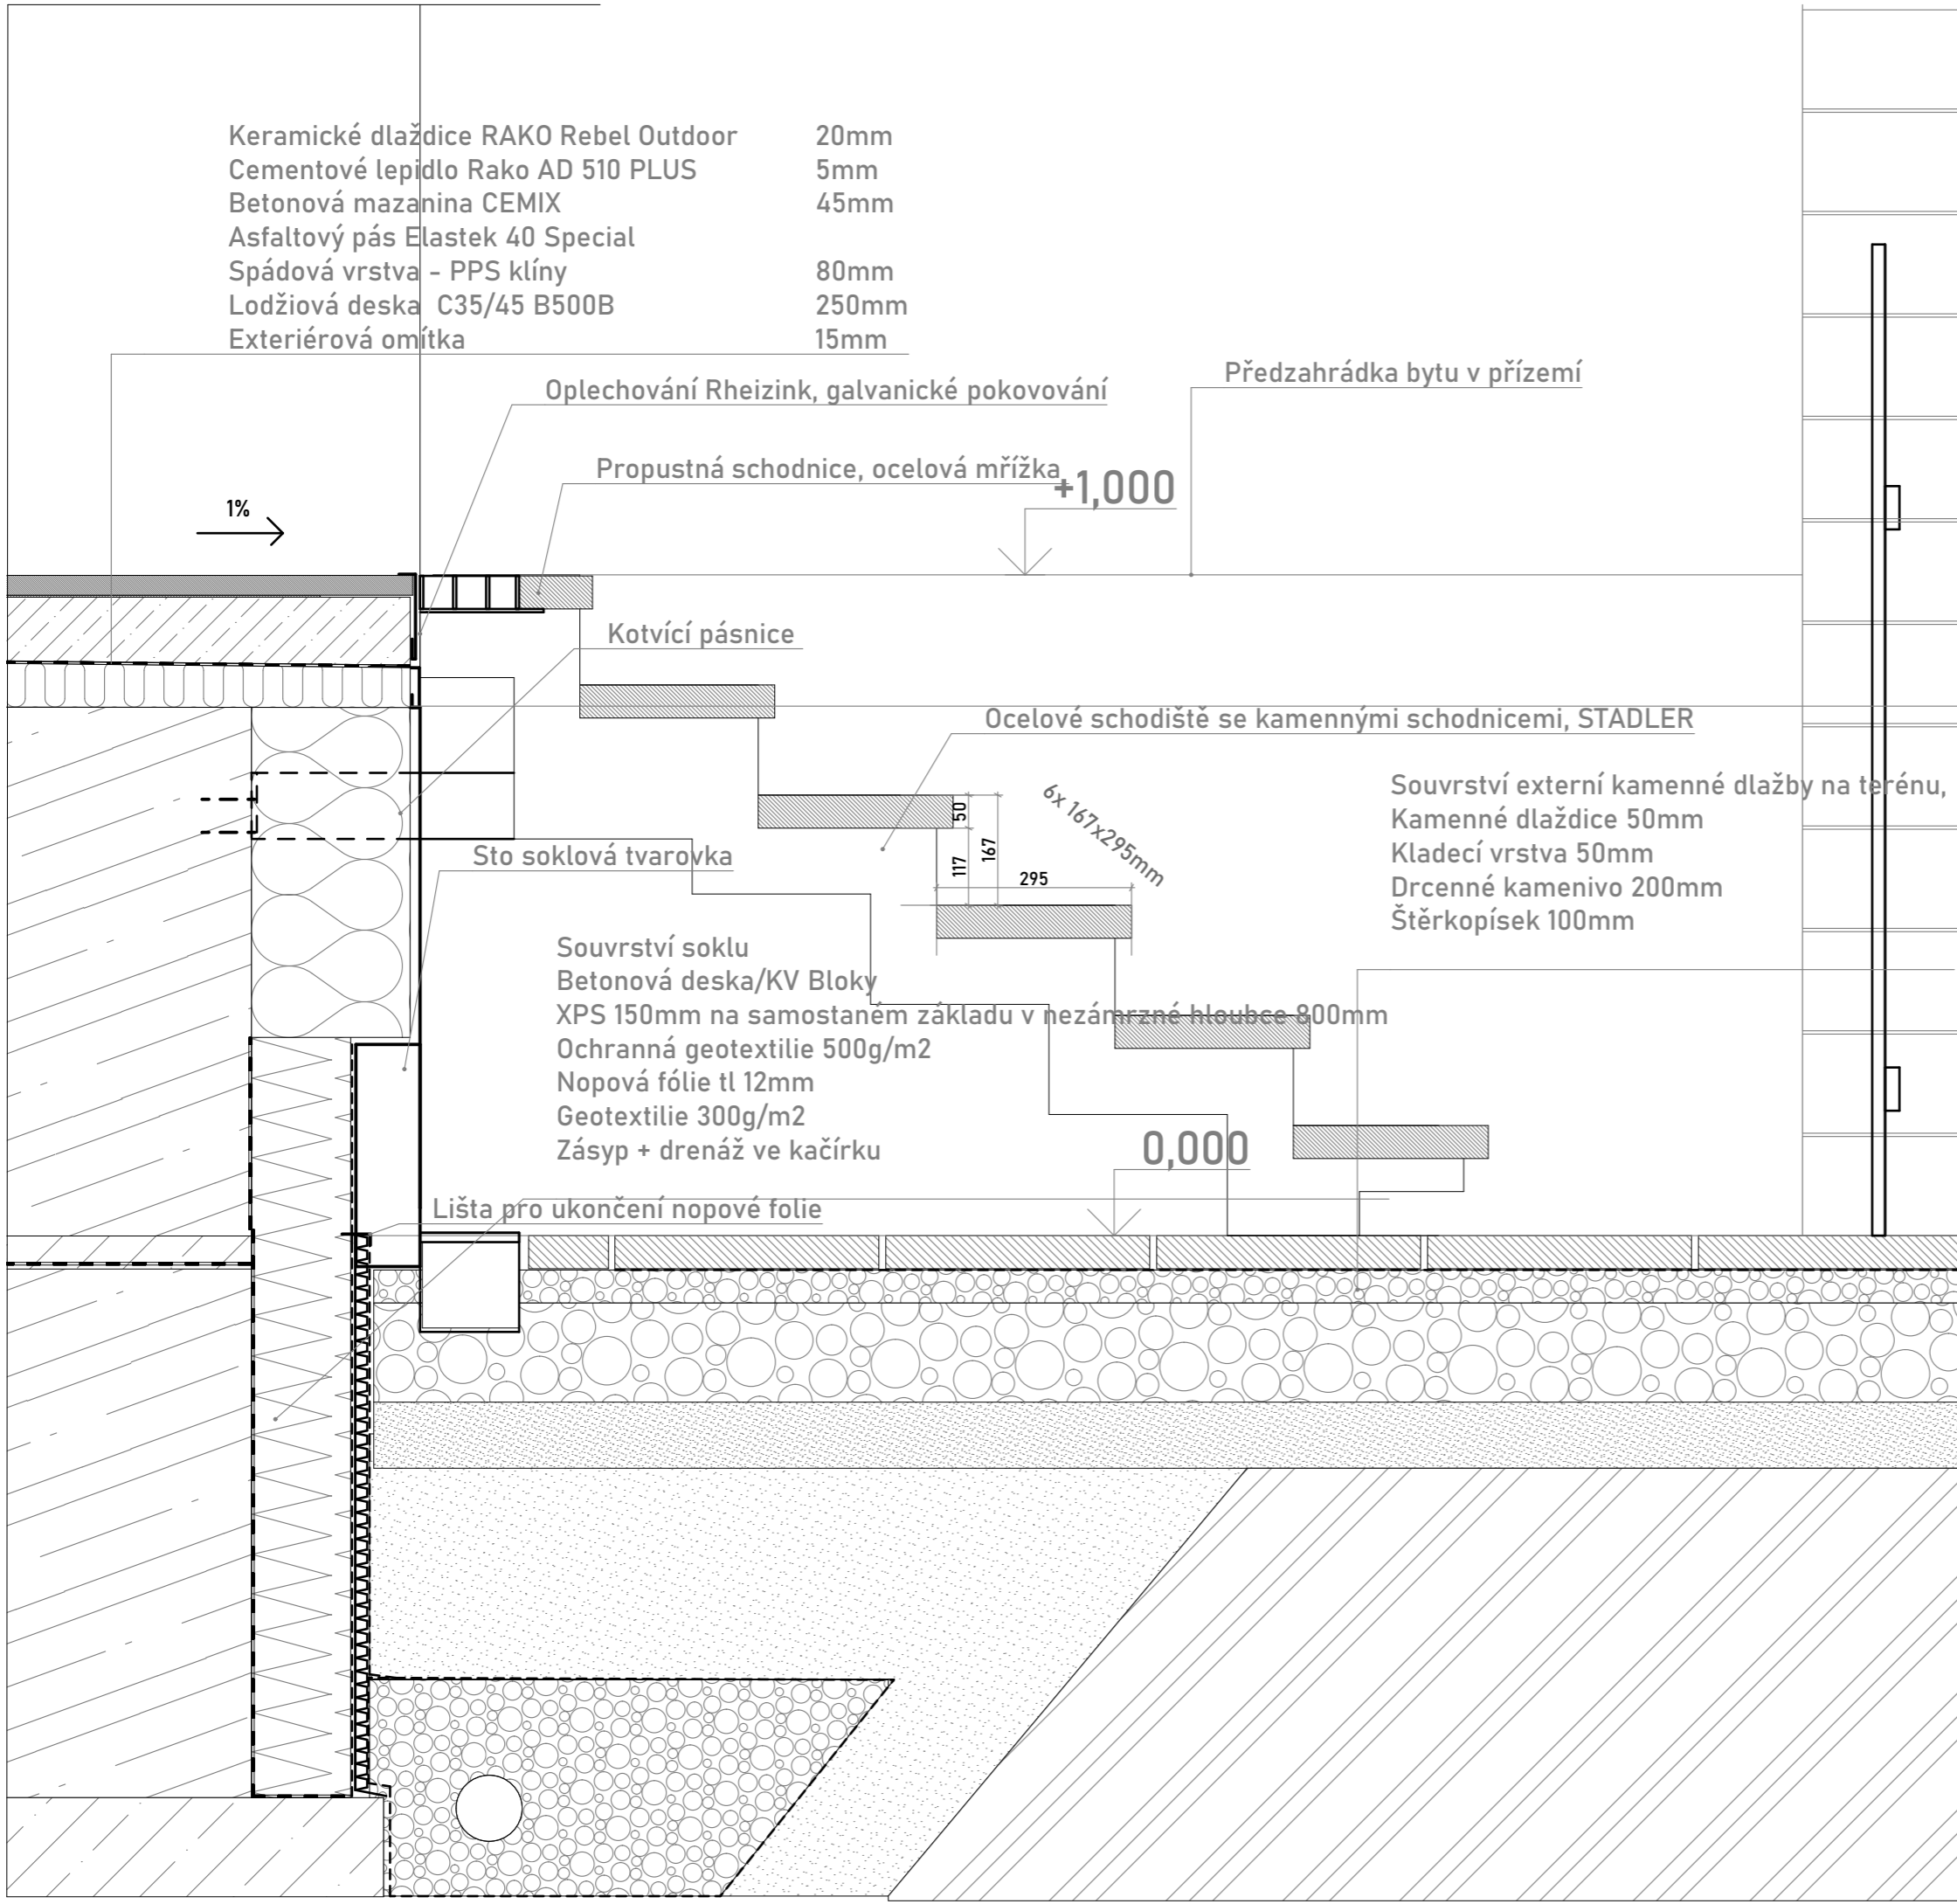 Keramické dlaždice RAKO Rebel Outdoor 20mm
Cementové lepidlo Rako AD 510 PLUS 5mm
Betonová mazanina CEMIX 45mm
Asfaltový pás Elastek 40 Special
Spádová vrstva - PPS klíny 80mm
Lodžiová deska C35/45 B500B 250mm
Exteriérová omítka 15mm
Předzahrádka bytu v přízemí
Oplechování Rheizink, galvanické pokovování
Propustná schodnice, ocelová mřížka
+1,000
1%
Kotvící pásnice
Ocelové schodiště se kamennými schodnicemi, STADLER
6x 167x295mm
50
117
167
295
Souvrství externí kamenné dlažby na terénu,
Kamenné dlaždice 50mm
Kladecí vrstva 50mm
Drcenné kamenivo 200mm
Štěrkopísek 100mm
Sto soklová tvarovka
Souvrství soklu
Betonová deska/KV Bloky
XPS 150mm na samostaném základu v nezámrzné hloubce 800mm
Ochranná geotextilie 500g/m2
Nopová fólie tl 12mm
Geotextilie 300g/m2
Zásyp + drenáž ve kačírku
0,000
Lišta pro ukončení nopové folie